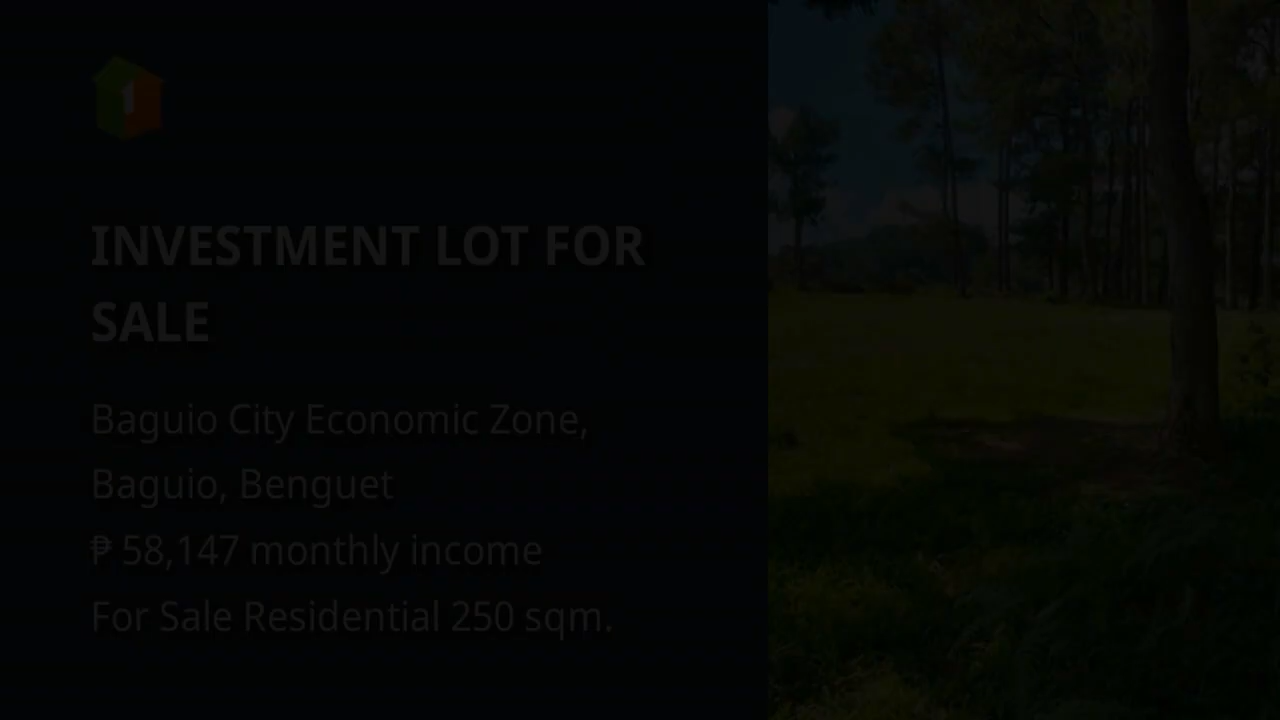 INVESTMENT LOT FOR
SALE
Baguio City Economic Zone,
Baguio, Benguet
₱ 58,147 monthly income
For Sale Residential 250 sqm.